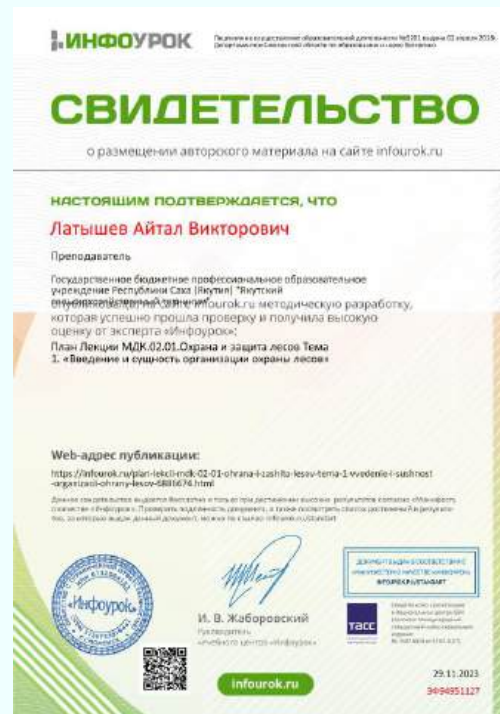 ИНФОУРОК
СВИДЕТЕЛЬСТВО
о размещении авторского материала на сайте infourok.ru
НАСТОЯЩИМ ПОДТВЕРЖДАЕТСЯ, ЧТО
Латышев Айтал Викторович
Преподаватель
Государственное бюджетное профессиональное образовательное
учреждение Республики Саха (Якутия) "Якутский
infourok.ru методическую разработку,
которая успешно прошла проверку и получила высокую
оценку от эксперта «Инфоурок»:
План Лекции МДК.02.01.Охрана и защита лесов Тема
1. «Введение и сущность организации охраны лесов»
Web-адрес публикации:
https://infourok.ru/plan-lekcii-mdk-02-01-ohrana-i-zashita-lesov-tema-1-vvedenie-i-sushnost
-organizacii-ohrany-lesov-6886674.html
«Инфоурок»
И. В. Жаборовский
Руководитель
учебного центра «Инфоурок»
ТАСС
infourok.ru
29.11.2023
ЭФ94951127